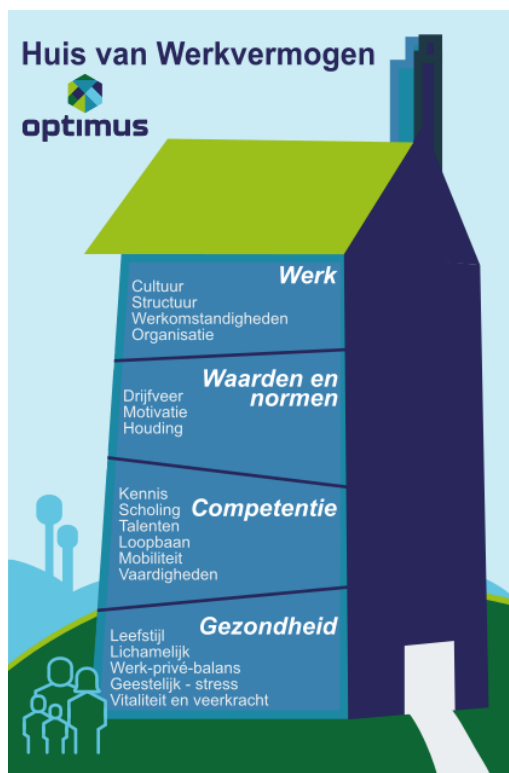 Huis van Werkvermogen
optimus
Werk
Cultuur
Structuur
Werkomstandigheden
Organisatie
Waarden en
normen
Drijfveer
Motivatie
Houding
Competentie
Kennis
Scholing
Talenten
Loopbaan
Mobiliteit
Vaardigheden
Gezondheid
Leefstijl
Lichamelijk
Werk-privé-balans
Geestelijk - stress
Vitaliteit en veerkracht